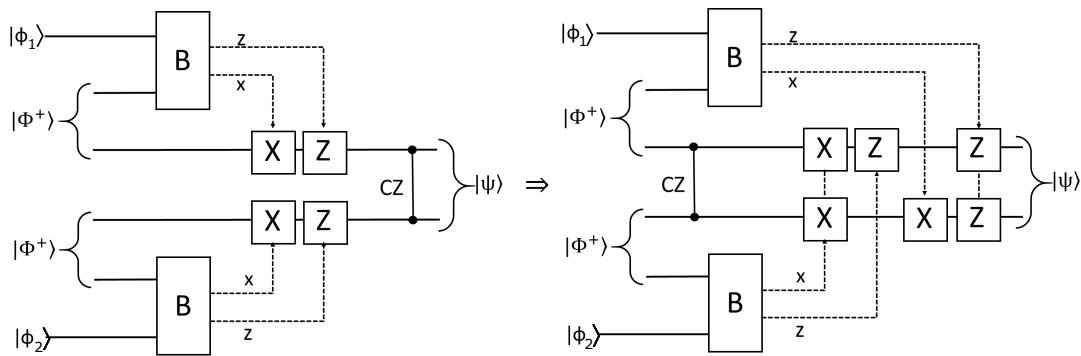 |ϕ₁⟩ B z x |ϕ₁⟩ B z x
|Φ⁺⟩ |Φ⁺⟩
X Z X Z Z
CZ |ψ⟩ ⇒ CZ |ψ⟩
X Z X X Z
|Φ⁺⟩ |Φ⁺⟩
B x z B x z
|ϕ₂⟩ |ϕ₂⟩